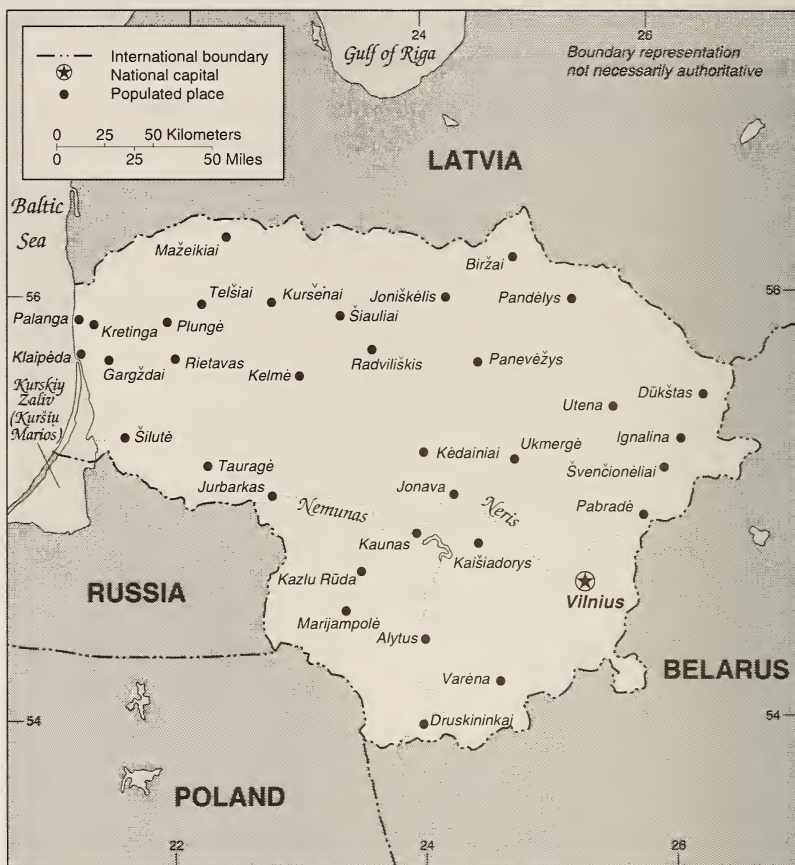 24
26
International boundary
National capital
Populated place
0 25 50 Kilometers
0 25 50 Miles
Gulf of Riga
Boundary representation
not necessarily authoritative
LATVIA
Baltic
Sea
Mažeikiai
Biržai
56
56
Telšiai
Kuršėnai
Joniškėlis
Pandėlys
Palanga
Kretinga
Plungė
Šiauliai
Klaipėda
Gargždai
Rietavas
Kelmė
Radviliškis
Panevėžys
Kurskiy
Zaliv
(Kuršių
Marios)
Utena
Dūkštas
Šilutė
Ignalina
Kėdainiai
Ukmergė
Švenčionėliai
Tauragė
Jurbarkas
Nemunas
Jonava
Neris
Pabradė
Kaunas
Kaišiadorys
RUSSIA
Kazlu Rūda
Vilnius
Marijampolė
Alytus
BELARUS
Varėna
54
54
Druskininkai
POLAND
22
24
26